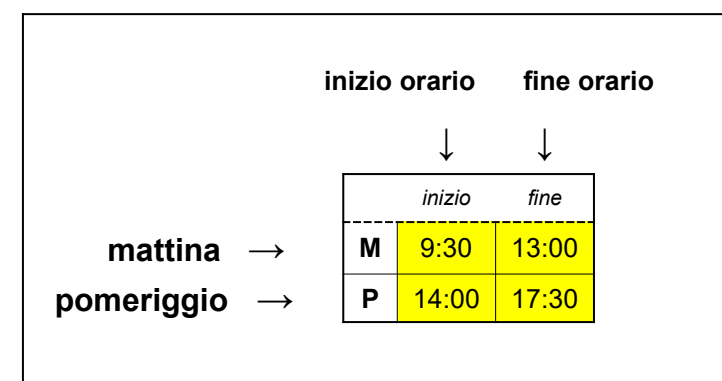 inizio orario fine orario
↓ ↓
inizio fine
mattina → M 9:30 13:00
pomeriggio → P 14:00 17:30